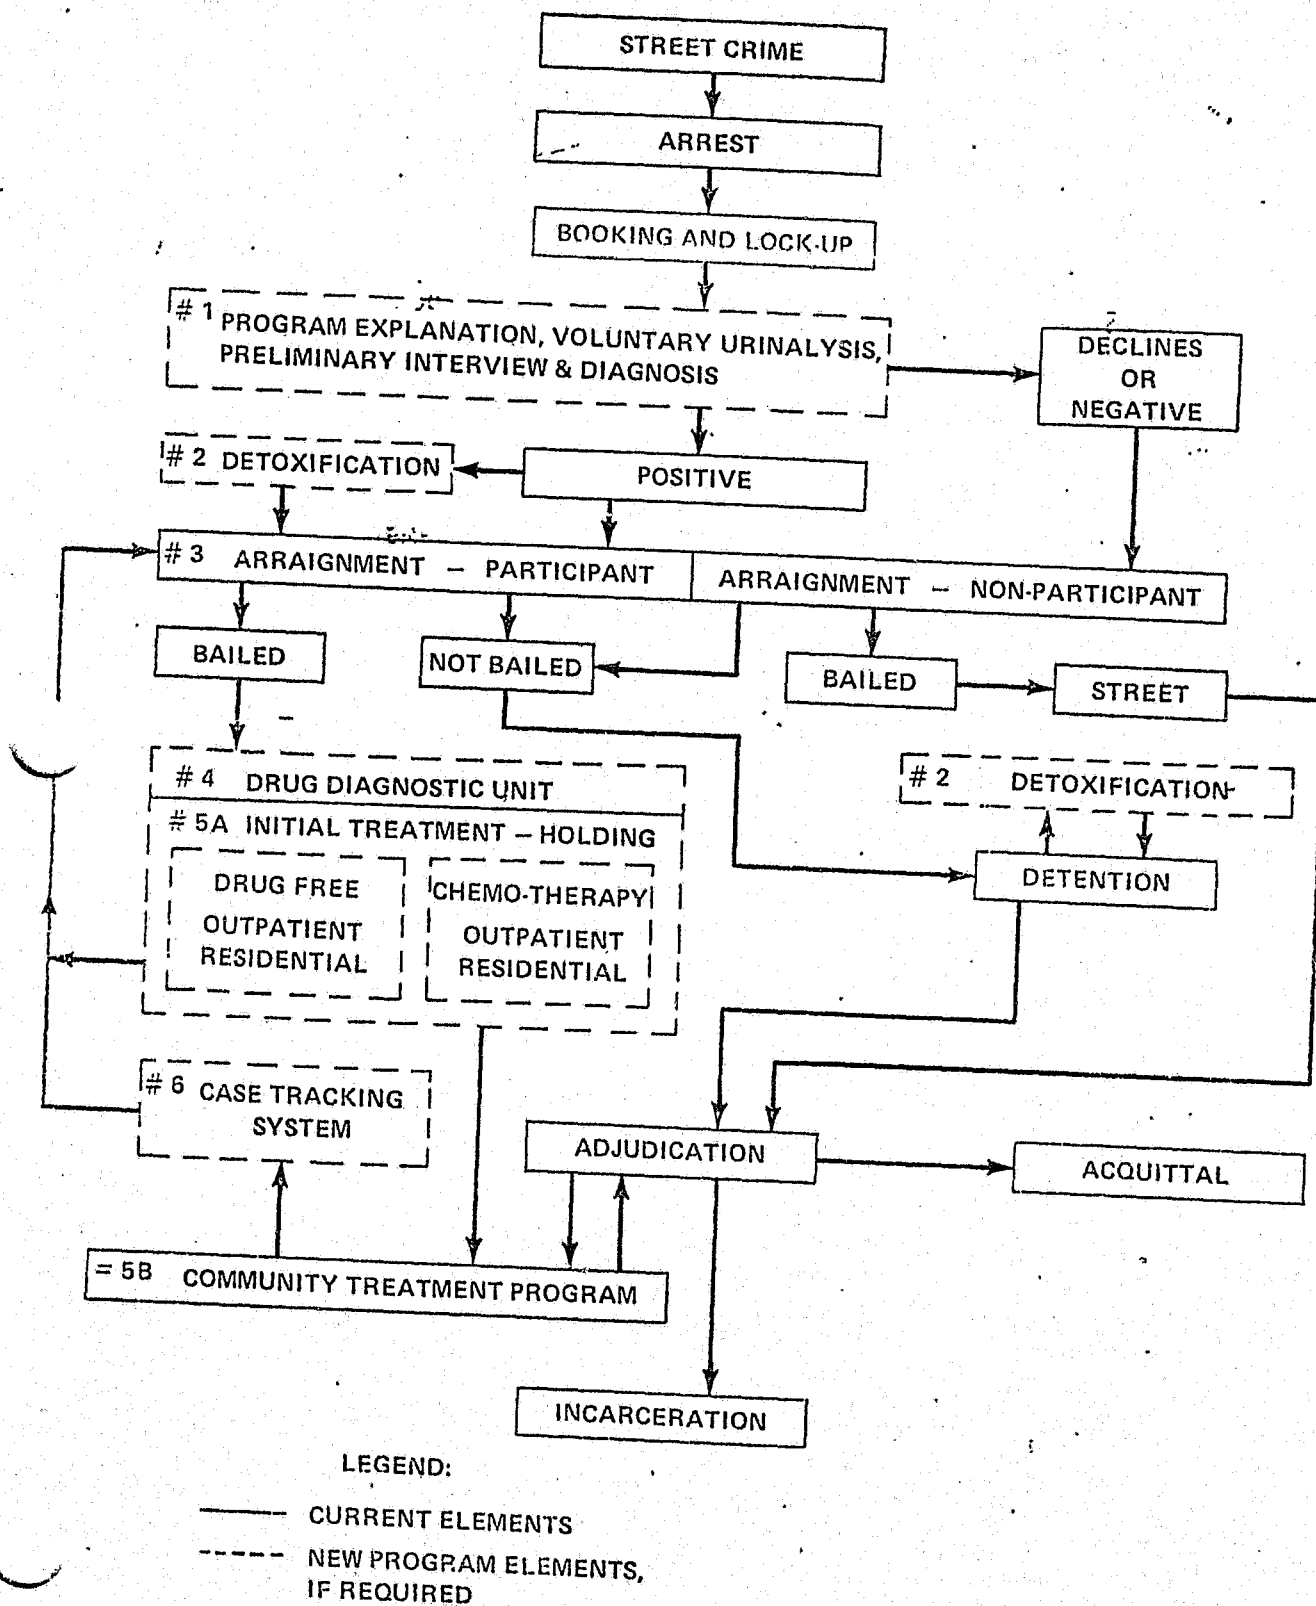 STREET CRIME
ARREST
BOOKING AND LOCK-UP
# 1 PROGRAM EXPLANATION, VOLUNTARY URINALYSIS,
PRELIMINARY INTERVIEW & DIAGNOSIS
DECLINES
OR
NEGATIVE
# 2 DETOXIFICATION
POSITIVE
# 3 ARRAIGNMENT – PARTICIPANT
ARRAIGNMENT – NON-PARTICIPANT
BAILED
NOT BAILED
BAILED
STREET
# 4 DRUG DIAGNOSTIC UNIT
# 5A INITIAL TREATMENT – HOLDING
DRUG FREE
OUTPATIENT
RESIDENTIAL
CHEMO-THERAPY
OUTPATIENT
RESIDENTIAL
# 2 DETOXIFICATION
DETENTION
# 6 CASE TRACKING
SYSTEM
ADJUDICATION
ACQUITTAL
= 5B COMMUNITY TREATMENT PROGRAM
INCARCERATION
LEGEND:
CURRENT ELEMENTS
NEW PROGRAM ELEMENTS,
IF REQUIRED